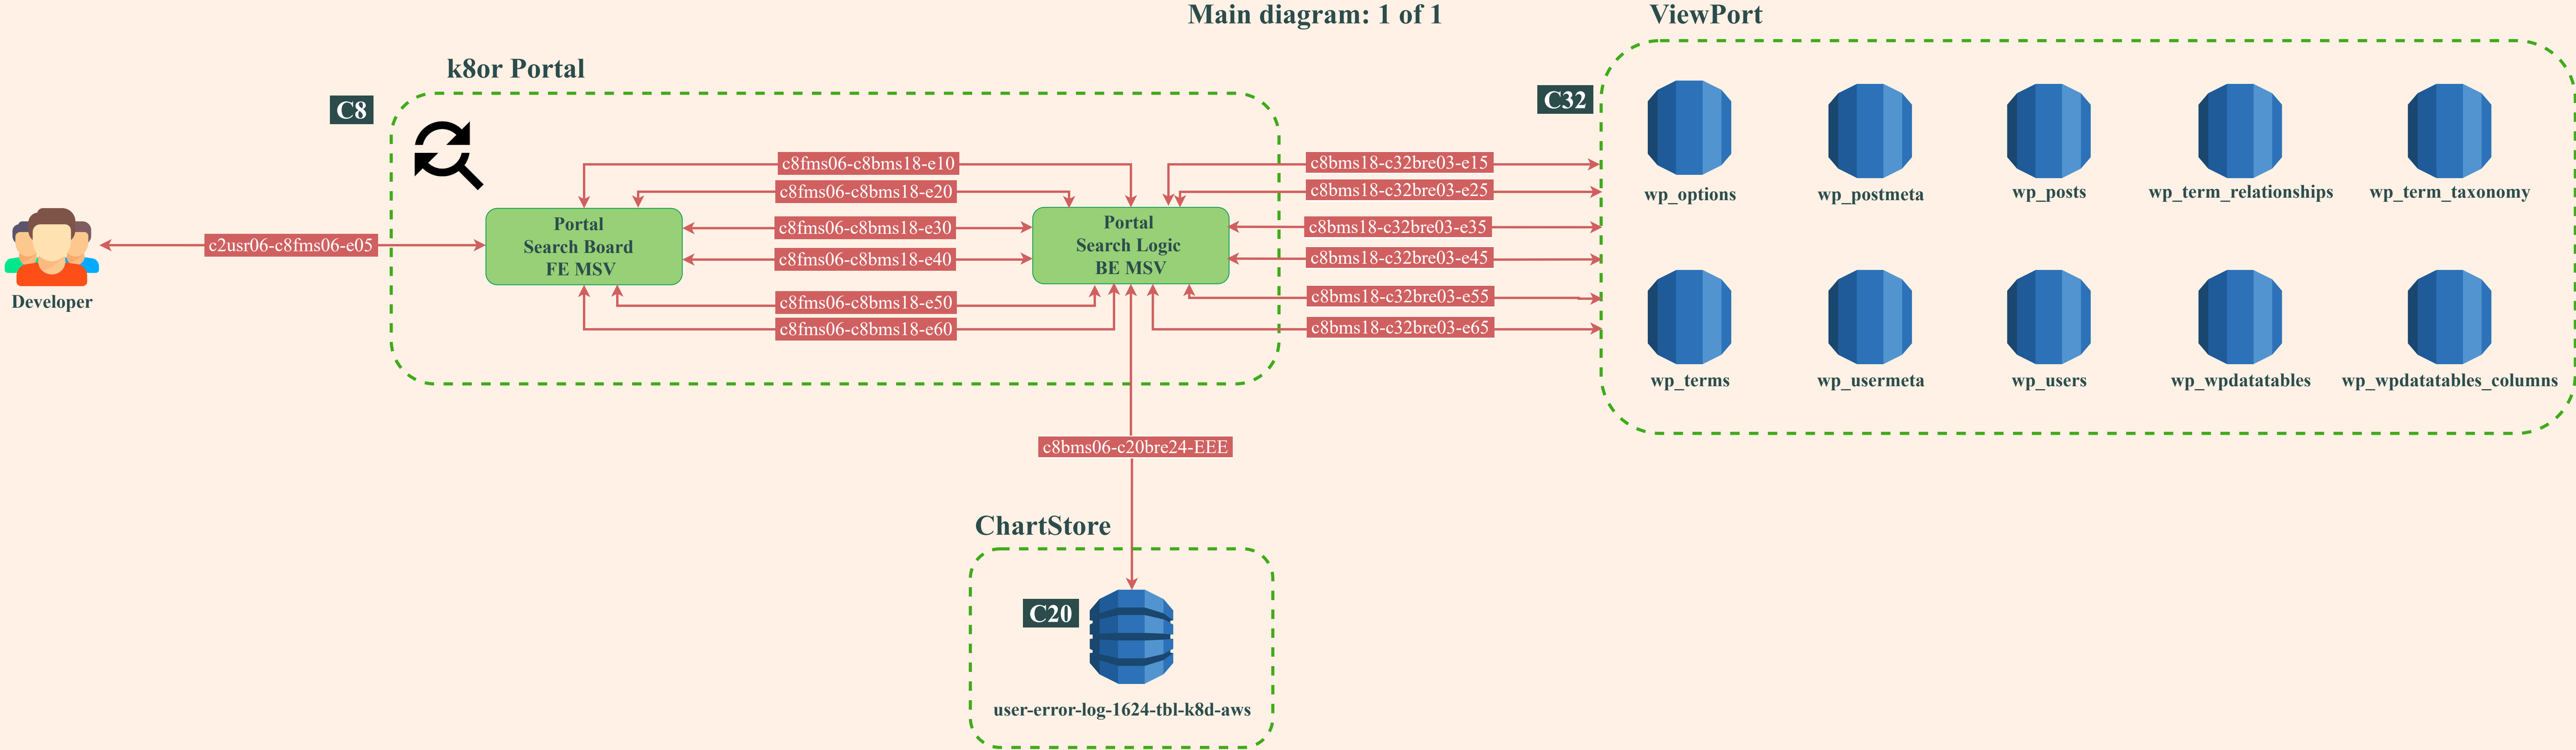 Main diagram: 1 of 1
ViewPort
k8or Portal
C8
C32
c8fms06-c8bms18-e10
c8bms18-c32bre03-e15
c8fms06-c8bms18-e20
c8bms18-c32bre03-e25
wp_options
wp_postmeta
wp_posts
wp_term_relationships
wp_term_taxonomy
Portal
Search Board
FE MSV
Portal
Search Logic
BE MSV
c8fms06-c8bms18-e30
c8bms18-c32bre03-e35
c2usr06-c8fms06-e05
c8fms06-c8bms18-e40
c8bms18-c32bre03-e45
Developer
c8fms06-c8bms18-e50
c8bms18-c32bre03-e55
c8fms06-c8bms18-e60
c8bms18-c32bre03-e65
wp_terms
wp_usermeta
wp_users
wp_wpdatatables
wp_wpdatatables_columns
c8bms06-c20bre24-EEE
ChartStore
C20
user-error-log-1624-tbl-k8d-aws